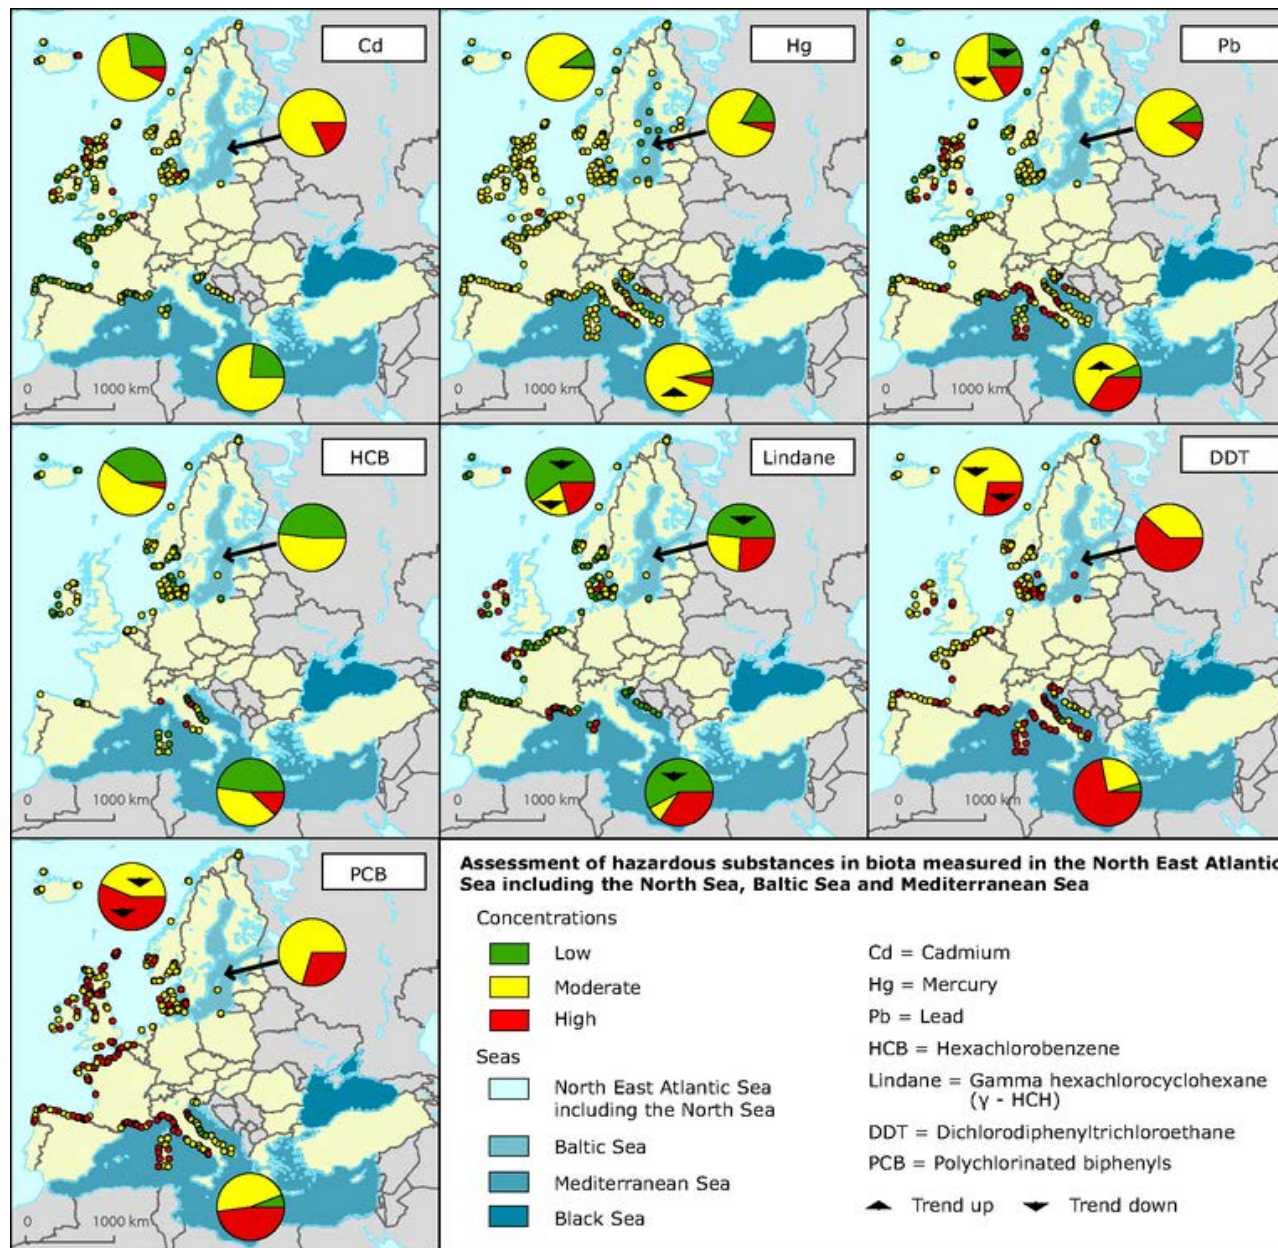 Cd
0
1000 km
Hg
Pb
0
1000 km
HCB
0
1000 km
Lindane
0
1000 km
DDT
0
1000 km
PCB
0
1000 km
Assessment of hazardous substances in biota measured in the North East Atlantic
Sea including the North Sea, Baltic Sea and Mediterranean Sea
Concentrations
Low
Moderate
High
Seas
North East Atlantic Sea
including the North Sea
Baltic Sea
Mediterranean Sea
Black Sea
Cd = Cadmium
Hg = Mercury
Pb = Lead
HCB = Hexachlorobenzene
Lindane = Gamma hexachlorocyclohexane
(γ - HCH)
DDT = Dichlorodiphenyltrichloroethane
PCB = Polychlorinated biphenyls
Trend up
Trend down